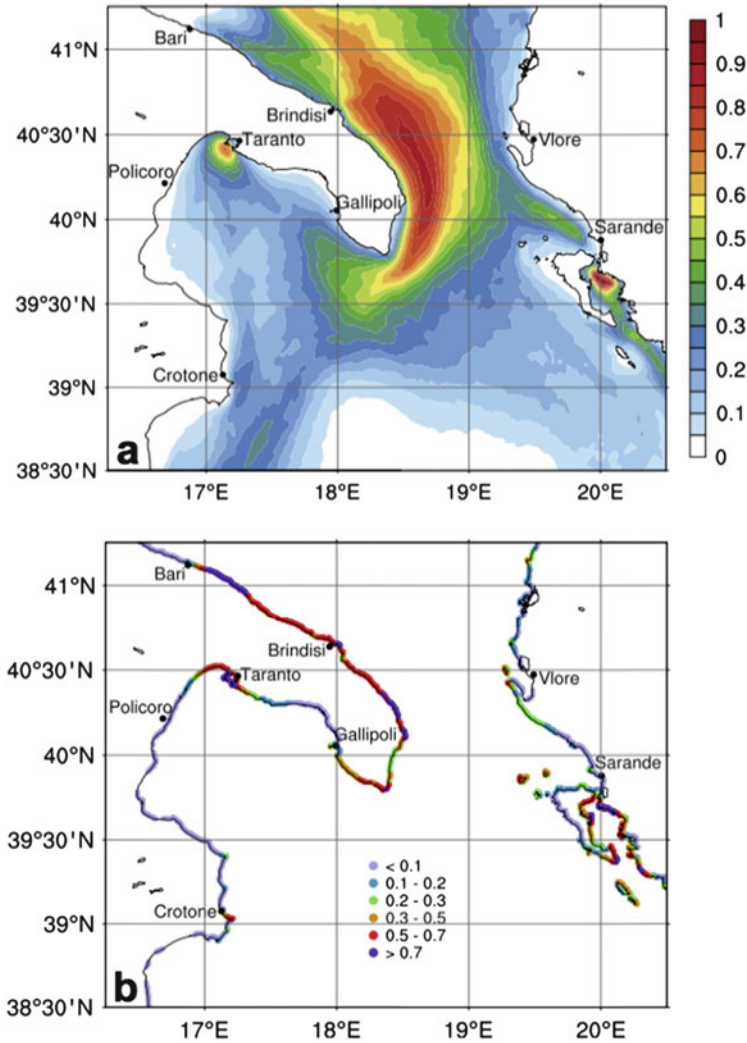 41°N
40°30'N
40°N
39°30'N
39°N
38°30'N
Bari
Brindisi
Taranto
Policoro
Gallipoli
Vlore
Sarande
Crotone
a
17°E
18°E
19°E
20°E
1
0.9
0.8
0.7
0.6
0.5
0.4
0.3
0.2
0.1
0
41°N
40°30'N
40°N
39°30'N
39°N
38°30'N
Bari
Brindisi
Taranto
Policoro
Gallipoli
Vlore
Sarande
Crotone
< 0.1
0.1 - 0.2
0.2 - 0.3
0.3 - 0.5
0.5 - 0.7
> 0.7
b
17°E
18°E
19°E
20°E